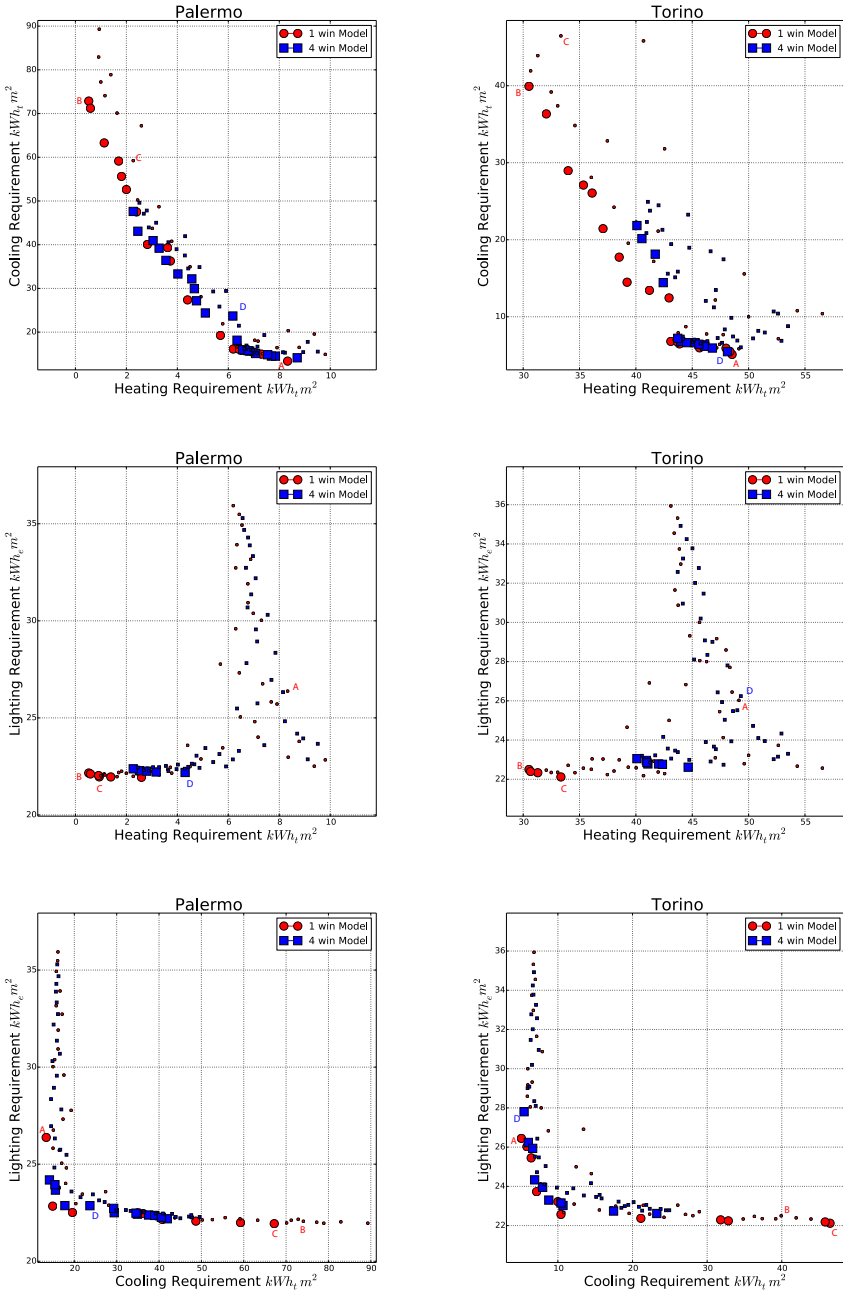 Palermo
Cooling Requirement kWh_t m^2
90
80
70
60
50
40
30
20
0
2
4
6
8
10
Heating Requirement kWh_t m^2
1 win Model
4 win Model
B
C
D
A
Torino
Cooling Requirement kWh_t m^2
40
30
20
10
30
35
40
45
50
55
Heating Requirement kWh_t m^2
1 win Model
4 win Model
C
B
D
A
Palermo
Lighting Requirement kWh_e m^2
35
30
25
20
0
2
4
6
8
10
Heating Requirement kWh_t m^2
1 win Model
4 win Model
A
B
C
D
Torino
Lighting Requirement kWh_e m^2
36
34
32
30
28
26
24
22
30
35
40
45
50
55
Heating Requirement kWh_t m^2
1 win Model
4 win Model
D
A
B
C
Palermo
Lighting Requirement kWh_e m^2
35
30
25
20
20
30
40
50
60
70
80
90
Cooling Requirement kWh_t m^2
1 win Model
4 win Model
A
D
C
B
Torino
Lighting Requirement kWh_e m^2
36
34
32
30
28
26
24
22
10
20
30
40
Cooling Requirement kWh_t m^2
1 win Model
4 win Model
D
A
B
C